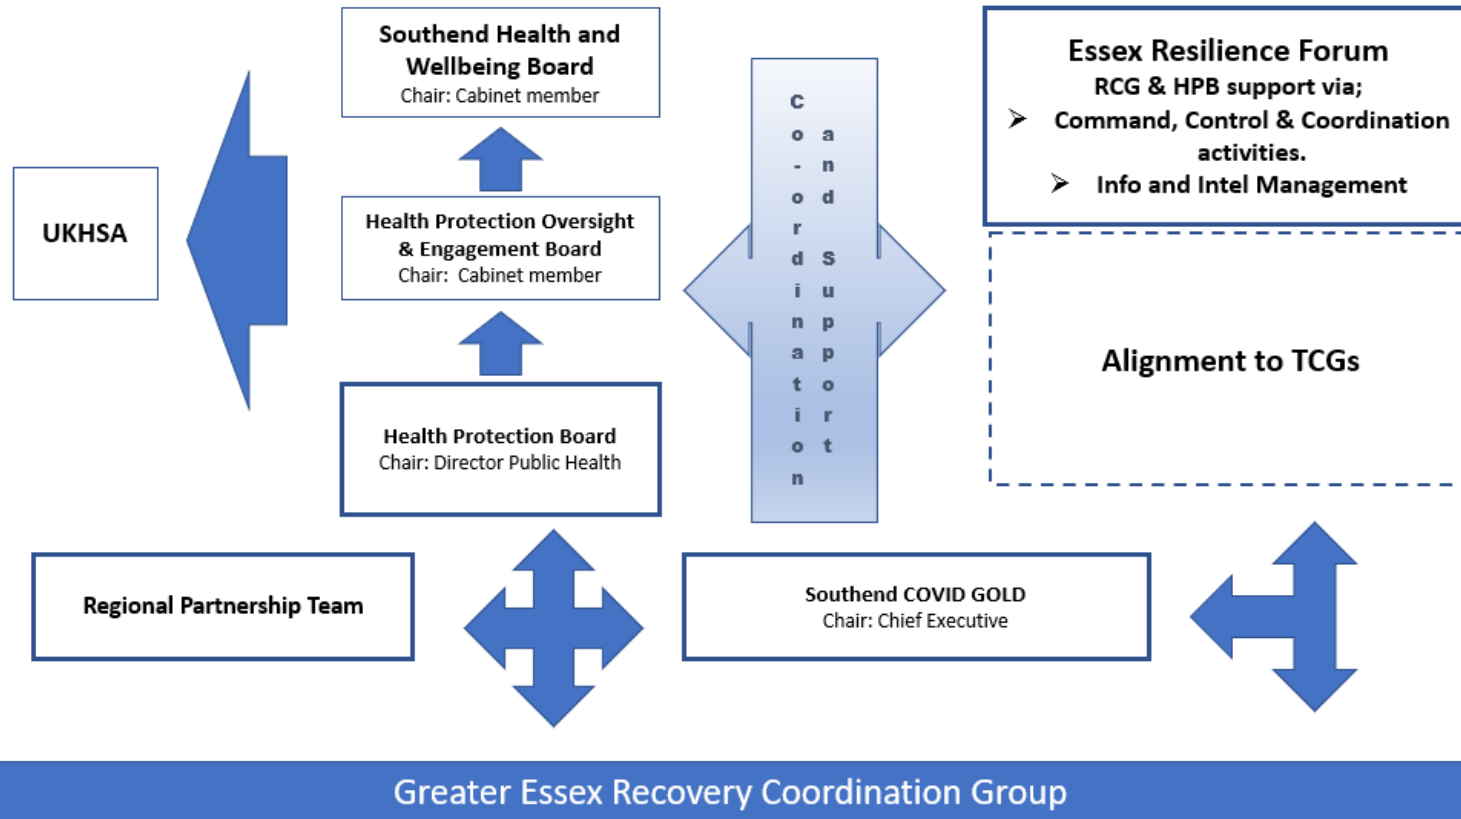 Southend Health and
Wellbeing Board
Chair: Cabinet member
UKHSA
Health Protection Oversight
& Engagement Board
Chair:  Cabinet member
Health Protection Board
Chair: Director Public Health
Co-ordination
and Support
Essex Resilience Forum
RCG & HPB support via;
➢ Command, Control & Coordination
activities.
➢ Info and Intel Management
Alignment to TCGs
Regional Partnership Team
Southend COVID GOLD
Chair: Chief Executive
Greater Essex Recovery Coordination Group